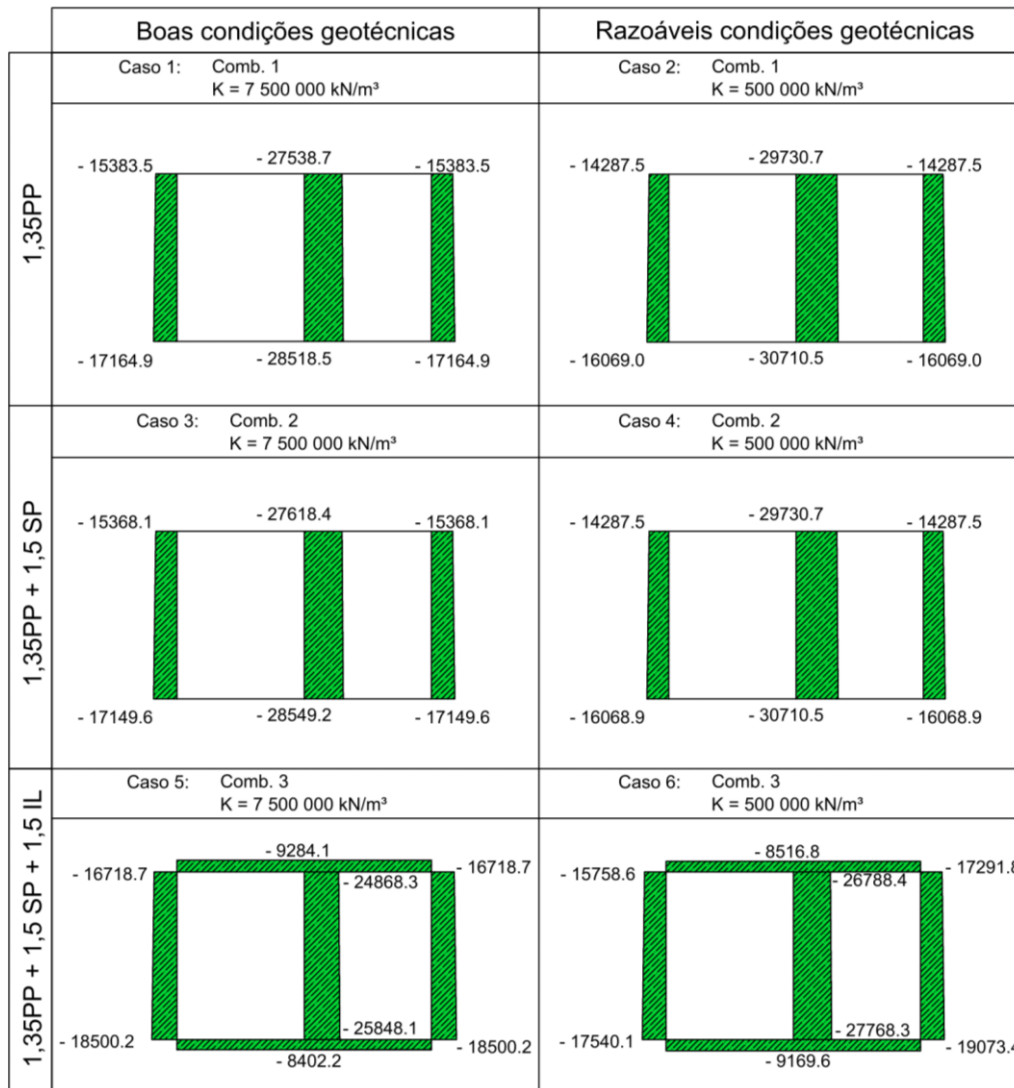 Boas condições geotécnicas
Razoáveis condições geotécnicas
1,35PP
Caso 1: Comb. 1
K = 7 500 000 kN/m³
- 15383.5
- 27538.7
- 15383.5
- 17164.9
- 28518.5
- 17164.9
Caso 2: Comb. 1
K = 500 000 kN/m³
- 14287.5
- 29730.7
- 14287.5
- 16069.0
- 30710.5
- 16069.0
1,35PP + 1,5 SP
Caso 3: Comb. 2
K = 7 500 000 kN/m³
- 15368.1
- 27618.4
- 15368.1
- 17149.6
- 28549.2
- 17149.6
Caso 4: Comb. 2
K = 500 000 kN/m³
- 14287.5
- 29730.7
- 14287.5
- 16068.9
- 30710.5
- 16068.9
1,35PP + 1,5 SP + 1,5 IL
Caso 5: Comb. 3
K = 7 500 000 kN/m³
- 9284.1
- 16718.7
- 24868.3
- 16718.7
- 25848.1
- 18500.2
- 18500.2
- 8402.2
Caso 6: Comb. 3
K = 500 000 kN/m³
- 8516.8
- 15758.6
- 26788.4
- 17291.8
- 27768.3
- 17540.1
- 19073.4
- 9169.6